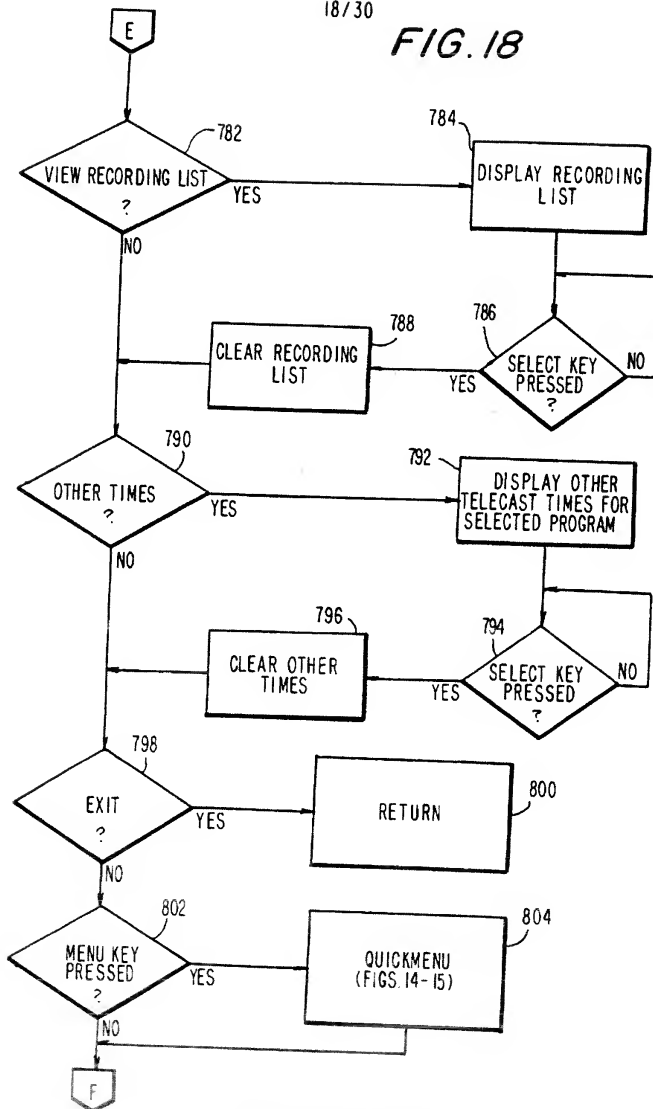 18/30
FIG. 18
E
782
VIEW RECORDING LIST
?
YES
NO
784
DISPLAY RECORDING
LIST
786
SELECT KEY
PRESSED
?
NO
YES
788
CLEAR RECORDING
LIST
790
OTHER TIMES
?
YES
NO
792
DISPLAY OTHER
TELECAST TIMES FOR
SELECTED PROGRAM
794
SELECT KEY
PRESSED
?
NO
YES
796
CLEAR OTHER
TIMES
798
EXIT
?
YES
NO
800
RETURN
802
MENU KEY
PRESSED
?
YES
NO
804
QUICKMENU
(FIGS. 14-15)
F